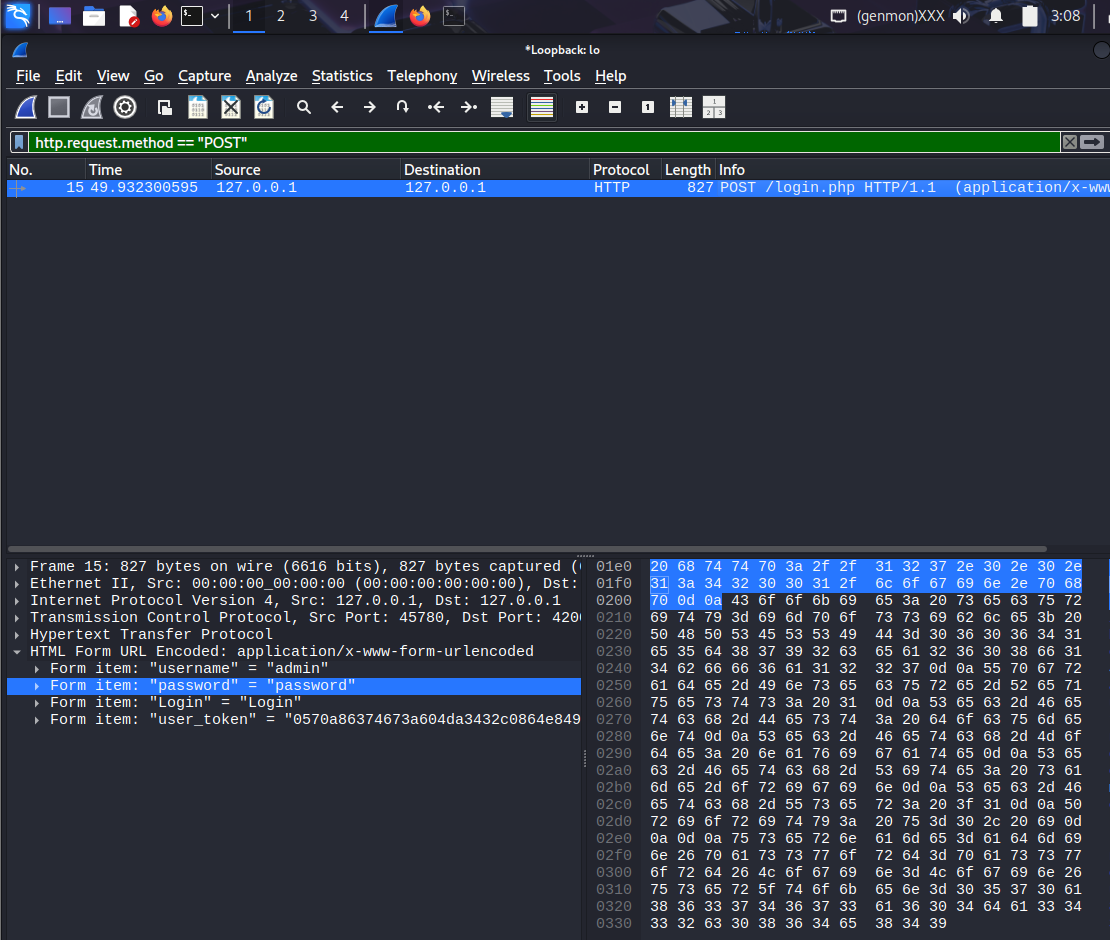 1 2 3 4 (genmon)XXX 3:08
*Loopback: lo
File Edit View Go Capture Analyze Statistics Telephony Wireless Tools Help
http.request.method == "POST"
No. Time Source Destination Protocol Length Info
15 49.932300595 127.0.0.1 127.0.0.1 HTTP 827 POST /login.php HTTP/1.1 (application/x-www
Frame 15: 827 bytes on wire (6616 bits), 827 bytes captured (
Ethernet II, Src: 00:00:00_00:00:00 (00:00:00:00:00:00), Dst:
Internet Protocol Version 4, Src: 127.0.0.1, Dst: 127.0.0.1
Transmission Control Protocol, Src Port: 45780, Dst Port: 4200
Hypertext Transfer Protocol
HTML Form URL Encoded: application/x-www-form-urlencoded
Form item: "username" = "admin"
Form item: "password" = "password"
Form item: "Login" = "Login"
Form item: "user_token" = "0570a86374673a604da3432c0864e849
01e0 20 68 74 74 70 3a 2f 2f 31 32 37 2e 30 2e 30 2e
01f0 31 3a 34 32 30 30 31 2f 6c 6f 67 69 6e 2e 70 68
0200 70 0d 0a 43 6f 6f 6b 69 65 3a 20 73 65 63 75 72
0210 69 74 79 3d 69 6d 70 6f 73 73 69 62 6c 65 3b 20
0220 50 48 50 53 45 53 53 49 44 3d 30 36 30 36 34 31
0230 65 35 64 38 37 39 32 63 65 61 32 36 30 38 66 31
0240 34 62 66 66 36 61 31 32 32 37 0d 0a 55 70 67 72
0250 61 64 65 2d 49 6e 73 65 63 75 72 65 2d 52 65 71
0260 75 65 73 74 73 3a 20 31 0d 0a 53 65 63 2d 46 65
0270 74 63 68 2d 44 65 73 74 3a 20 64 6f 63 75 6d 65
0280 6e 74 0d 0a 53 65 63 2d 46 65 74 63 68 2d 4d 6f
0290 64 65 3a 20 6e 61 76 69 67 61 74 65 0d 0a 53 65
02a0 63 2d 46 65 74 63 68 2d 53 69 74 65 3a 20 73 61
02b0 6d 65 2d 6f 72 69 67 69 6e 0d 0a 53 65 63 2d 46
02c0 65 74 63 68 2d 55 73 65 72 3a 20 3f 31 0d 0a 50
02d0 72 69 6f 72 69 74 79 3a 20 75 3d 30 2c 20 69 0d
02e0 0a 0d 0a 75 73 65 72 6e 61 6d 65 3d 61 64 6d 69
02f0 6e 26 70 61 73 73 77 6f 72 64 3d 70 61 73 73 77
0300 6f 72 64 26 4c 6f 67 69 6e 3d 4c 6f 67 69 6e 26
0310 75 73 65 72 5f 74 6f 6b 65 6e 3d 30 35 37 30 61
0320 38 36 33 37 34 36 37 33 61 36 30 34 64 61 33 34
0330 33 32 63 30 38 36 34 65 38 34 39